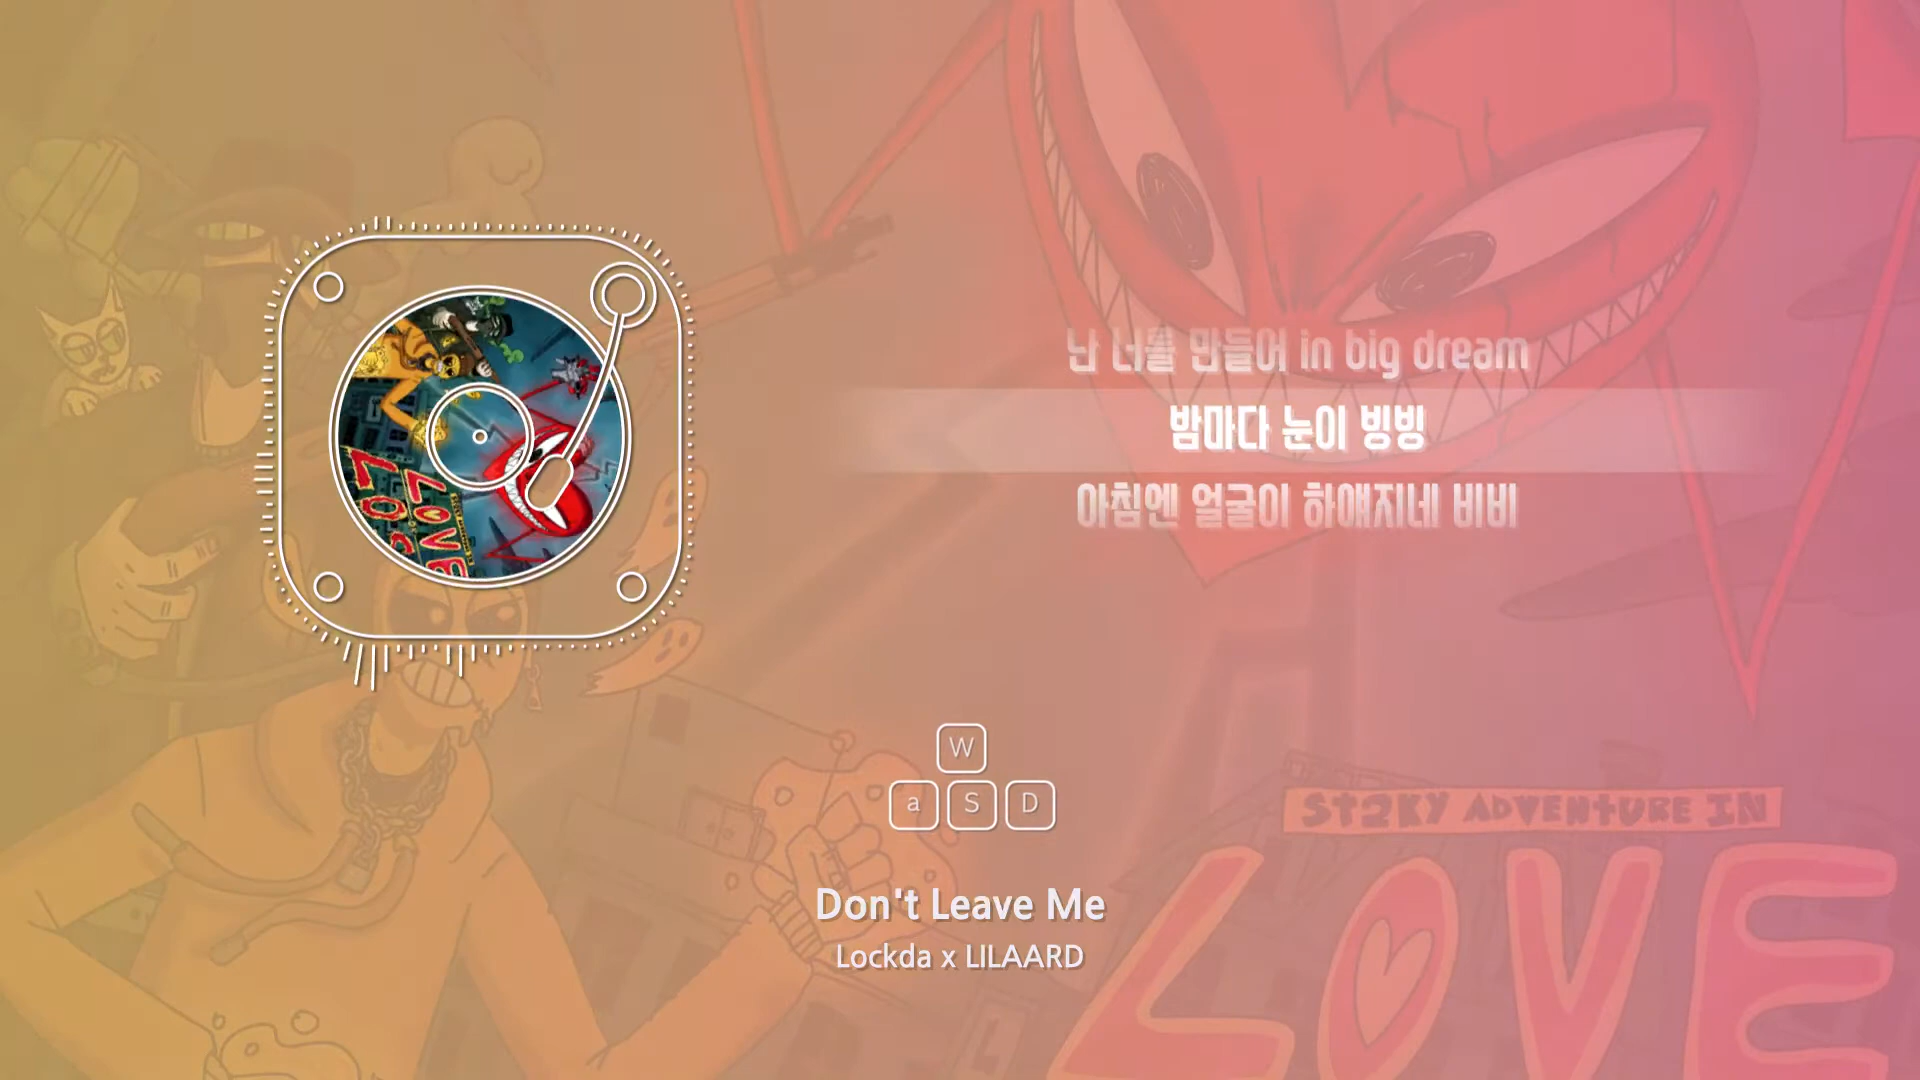 난 너를 만들어 in big dream
밤마다 눈이 빙빙
아침엔 얼굴이 하얘지네 비비
W
a S D
ST2KY ADVENTURE IN
LOVE
Don't Leave Me
Lockda x LILAARD